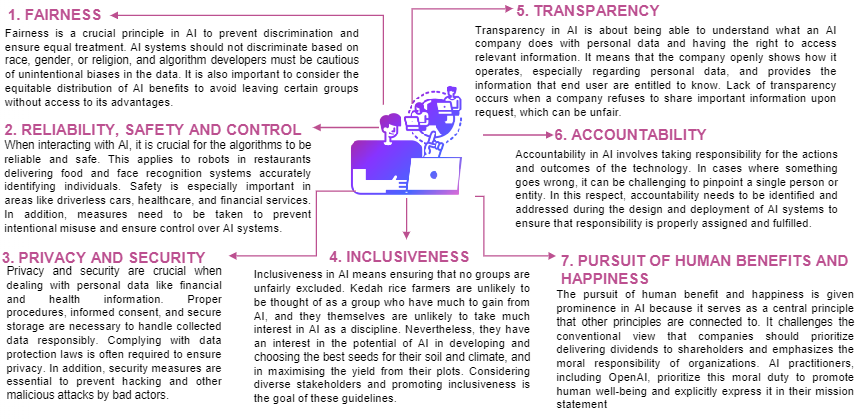 1. FAIRNESS
Fairness is a crucial principle in AI to prevent discrimination and
ensure equal treatment. AI systems should not discriminate based on
race, gender, or religion, and algorithm developers must be cautious
of unintentional biases in the data. It is also important to consider the
equitable distribution of AI benefits to avoid leaving certain groups
without access to its advantages.
2. RELIABILITY, SAFETY AND CONTROL
When interacting with AI, it is crucial for the algorithms to be
reliable and safe. This applies to robots in restaurants
delivering food and face recognition systems accurately
identifying individuals. Safety is especially important in
areas like driverless cars, healthcare, and financial services.
In addition, measures need to be taken to prevent
intentional misuse and ensure control over AI systems.
3. PRIVACY AND SECURITY
Privacy and security are crucial when
dealing with personal data like financial
and health information. Proper
procedures, informed consent, and secure
storage are necessary to handle collected
data responsibly. Complying with data
protection laws is often required to ensure
privacy. In addition, security measures are
essential to prevent hacking and other
malicious attacks by bad actors.
4. INCLUSIVENESS
Inclusiveness in AI means ensuring that no groups are
unfairly excluded. Kedah rice farmers are unlikely to
be thought of as a group who have much to gain from
AI, and they themselves are unlikely to take much
interest in AI as a discipline. Nevertheless, they have
an interest in the potential of AI in developing and
choosing the best seeds for their soil and climate, and
in maximising the yield from their plots. Considering
diverse stakeholders and promoting inclusiveness is
the goal of these guidelines.
5. TRANSPARENCY
Transparency in AI is about being able to understand what an AI
company does with personal data and having the right to access
relevant information. It means that the company openly shows how it
operates, especially regarding personal data, and provides the
information that end user are entitled to know. Lack of transparency
occurs when a company refuses to share important information upon
request, which can be unfair.
6. ACCOUNTABILITY
Accountability in AI involves taking responsibility for the actions
and outcomes of the technology. In cases where something
goes wrong, it can be challenging to pinpoint a single person or
entity. In this respect, accountability needs to be identified and
addressed during the design and deployment of AI systems to
ensure that responsibility is properly assigned and fulfilled.
7. PURSUIT OF HUMAN BENEFITS AND
HAPPINESS
The pursuit of human benefit and happiness is given
prominence in AI because it serves as a central principle
that other principles are connected to. It challenges the
conventional view that companies should prioritize
delivering dividends to shareholders and emphasizes the
moral responsibility of organizations. AI practitioners,
including OpenAI, prioritize this moral duty to promote
human well-being and explicitly express it in their mission
statement